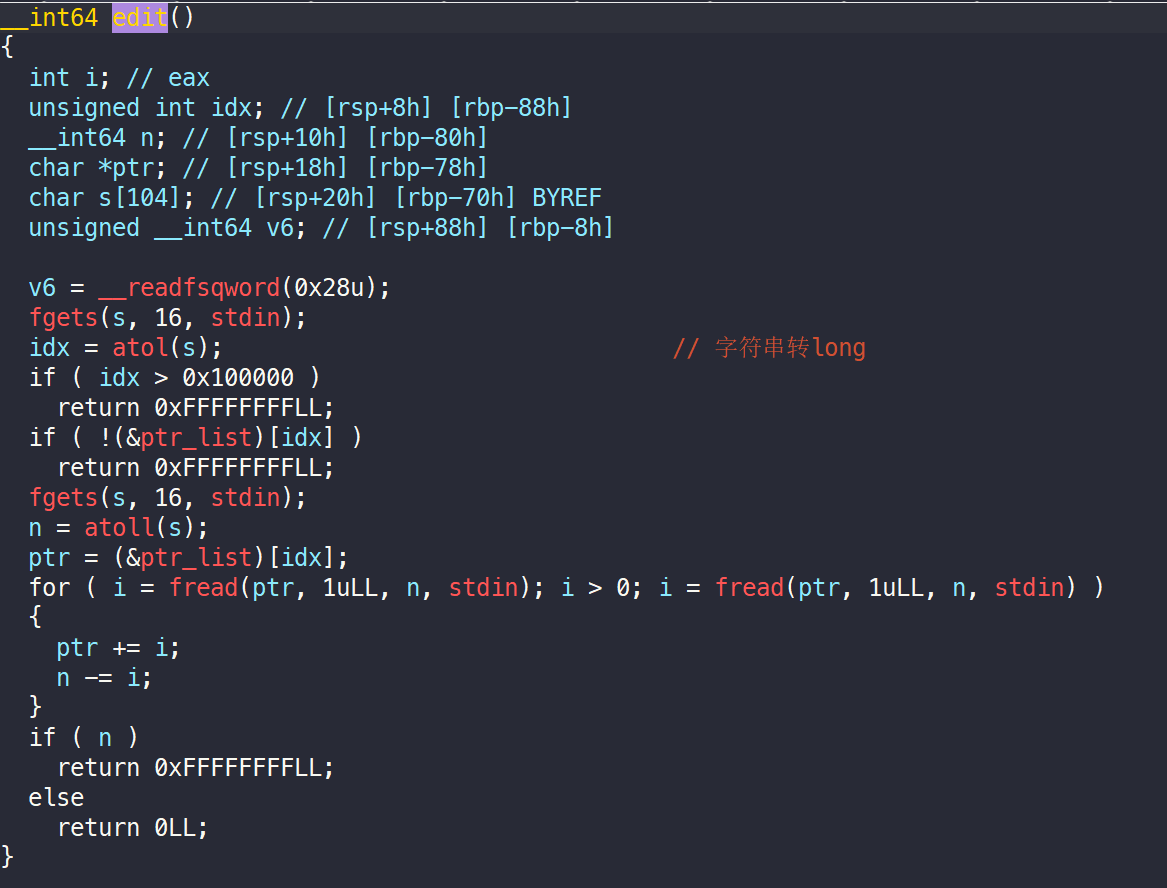 __int64 edit()
{
  int i; // eax
  unsigned int idx; // [rsp+8h] [rbp-88h]
  __int64 n; // [rsp+10h] [rbp-80h]
  char *ptr; // [rsp+18h] [rbp-78h]
  char s[104]; // [rsp+20h] [rbp-70h] BYREF
  unsigned __int64 v6; // [rsp+88h] [rbp-8h]

  v6 = __readfsqword(0x28u);
  fgets(s, 16, stdin);
  idx = atol(s);                                // 字符串转long
  if ( idx > 0x100000 )
    return 0xFFFFFFFFLL;
  if ( !(&ptr_list)[idx] )
    return 0xFFFFFFFFLL;
  fgets(s, 16, stdin);
  n = atoll(s);
  ptr = (&ptr_list)[idx];
  for ( i = fread(ptr, 1uLL, n, stdin); i > 0; i = fread(ptr, 1uLL, n, stdin) )
  {
    ptr += i;
    n -= i;
  }
  if ( n )
    return 0xFFFFFFFFLL;
  else
    return 0LL;
}